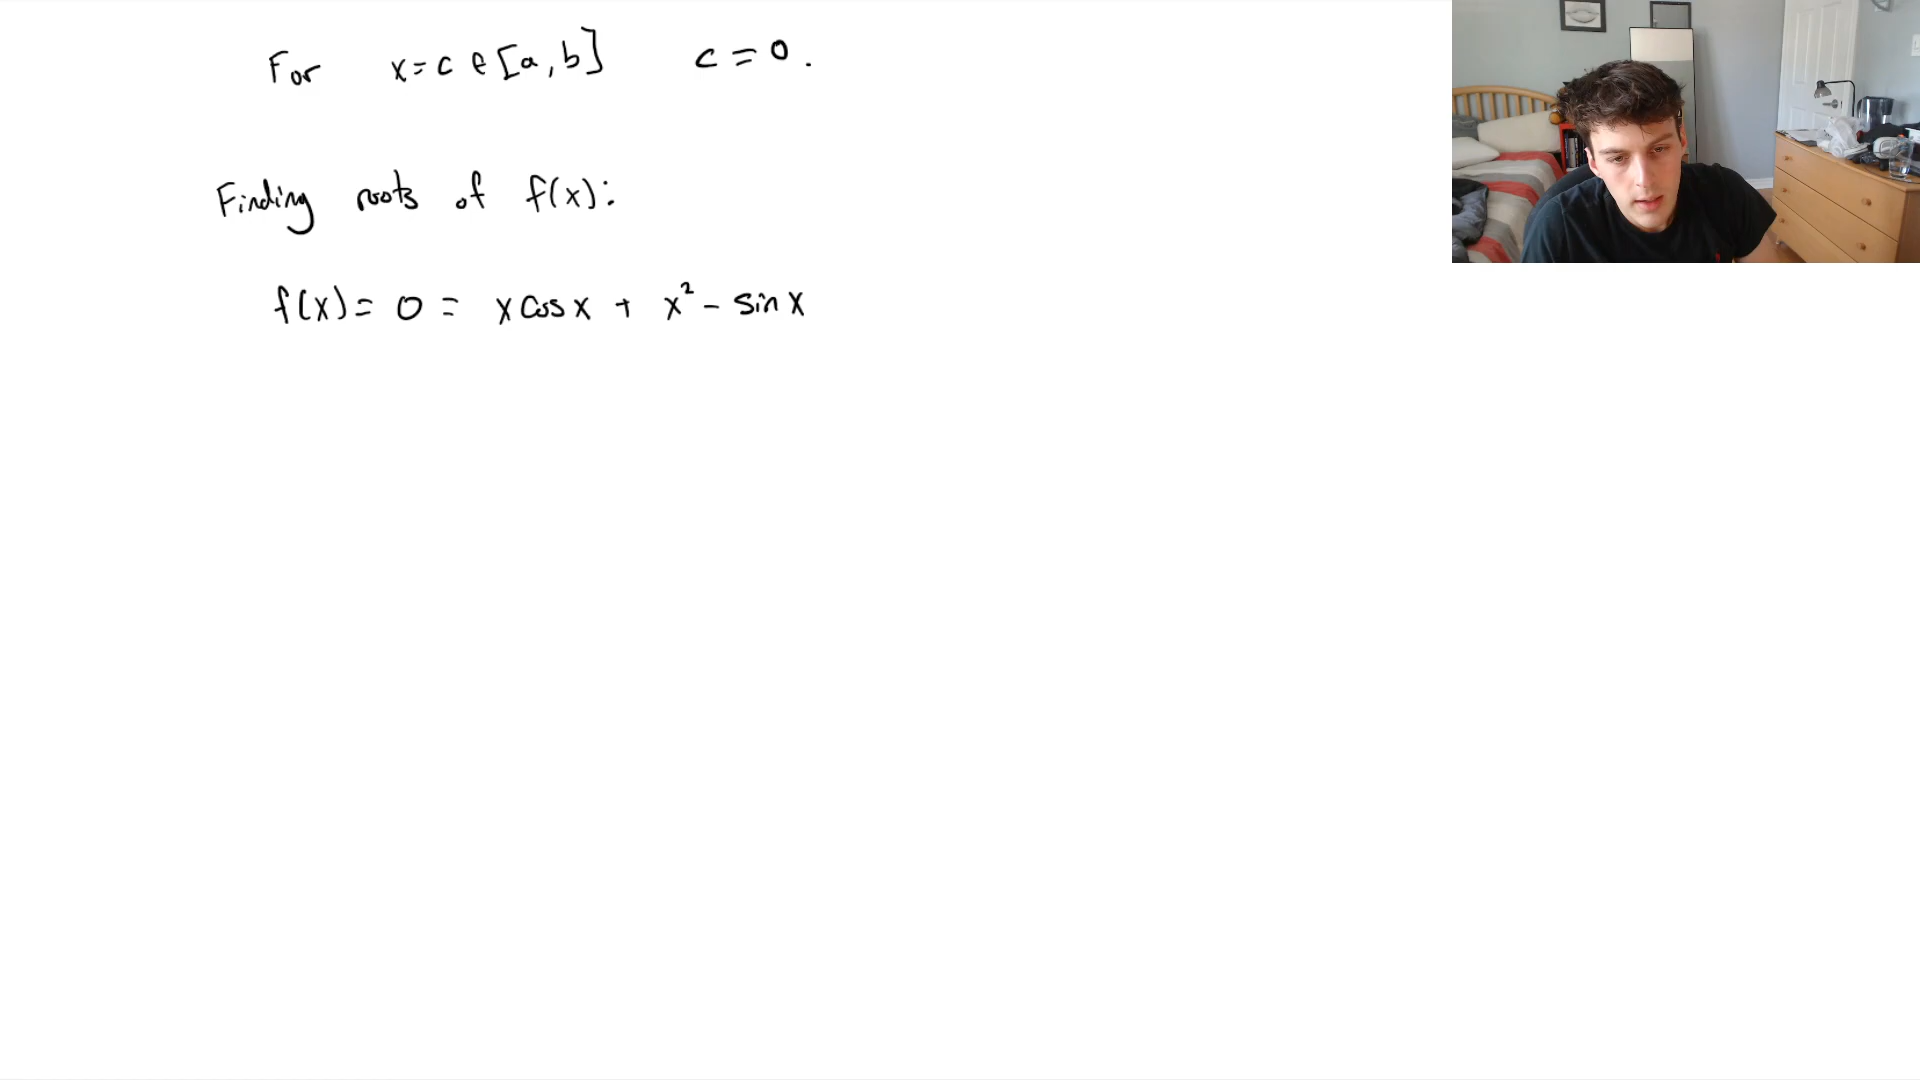 For x=c ∈ [a,b] c=0.
Finding roots of f(x):
f(x)= 0 = x cos x + x² - sin x